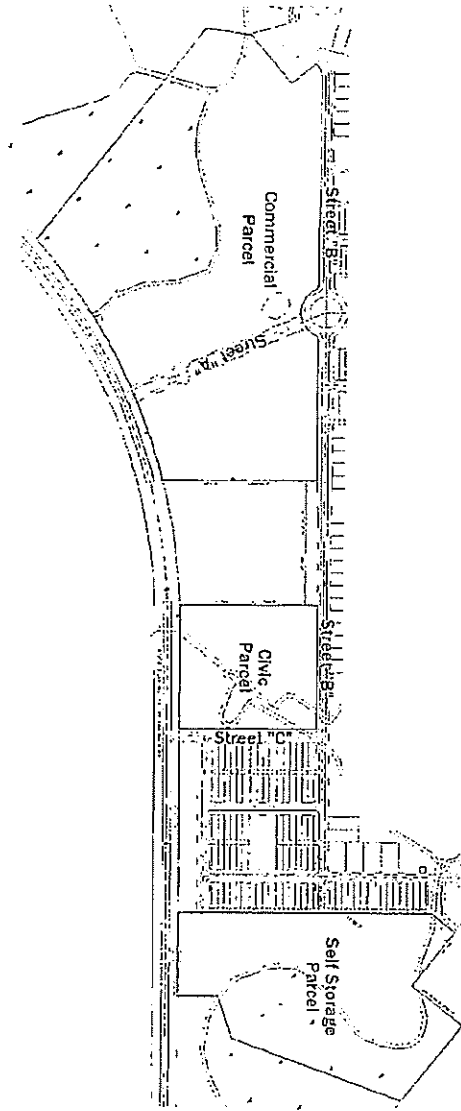 Street "B"
Commercial
Parcel
Street "A"
Street "B"
Civic
Parcel
Street "C"
Self Storage
Parcel